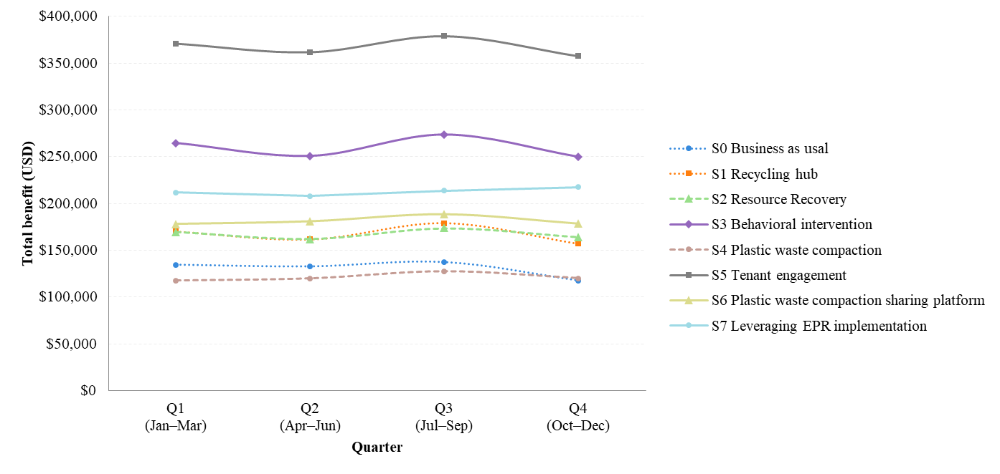 $400,000
$350,000
$300,000
$250,000
$200,000
$150,000
$100,000
$50,000
$0
Total benefit (USD)
Q1
(Jan–Mar)
Q2
(Apr–Jun)
Q3
(Jul–Sep)
Q4
(Oct–Dec)
Quarter
S0 Business as usal
S1 Recycling hub
S2 Resource Recovery
S3 Behavioral intervention
S4 Plastic waste compaction
S5 Tenant engagement
S6 Plastic waste compaction sharing platform
S7 Leveraging EPR implementation